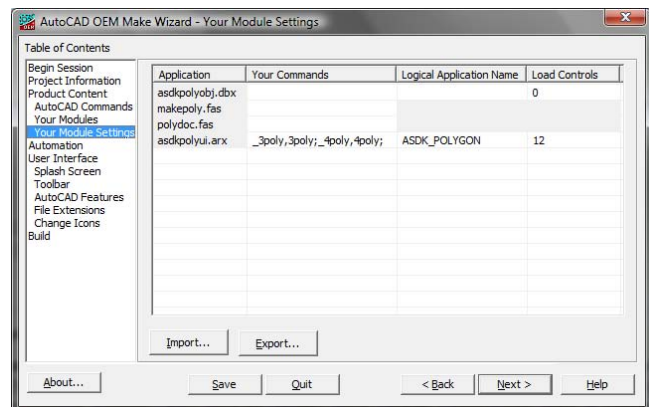 AutoCAD OEM Make Wizard - Your Module Settings
Table of Contents
Begin Session
Project Information
Product Content
AutoCAD Commands
Your Modules
Your Module Settings
Automation
User Interface
Splash Screen
Toolbar
AutoCAD Features
File Extensions
Change Icons
Build
Application Your Commands Logical Application Name Load Controls
asdkpolyobj.dbx 0
makepoly.fas
polydoc.fas
asdkpolyui.arx _3poly,3poly;_4poly,4poly; ASDK_POLYGON 12
Import... Export...
About... Save Quit < Back Next > Help